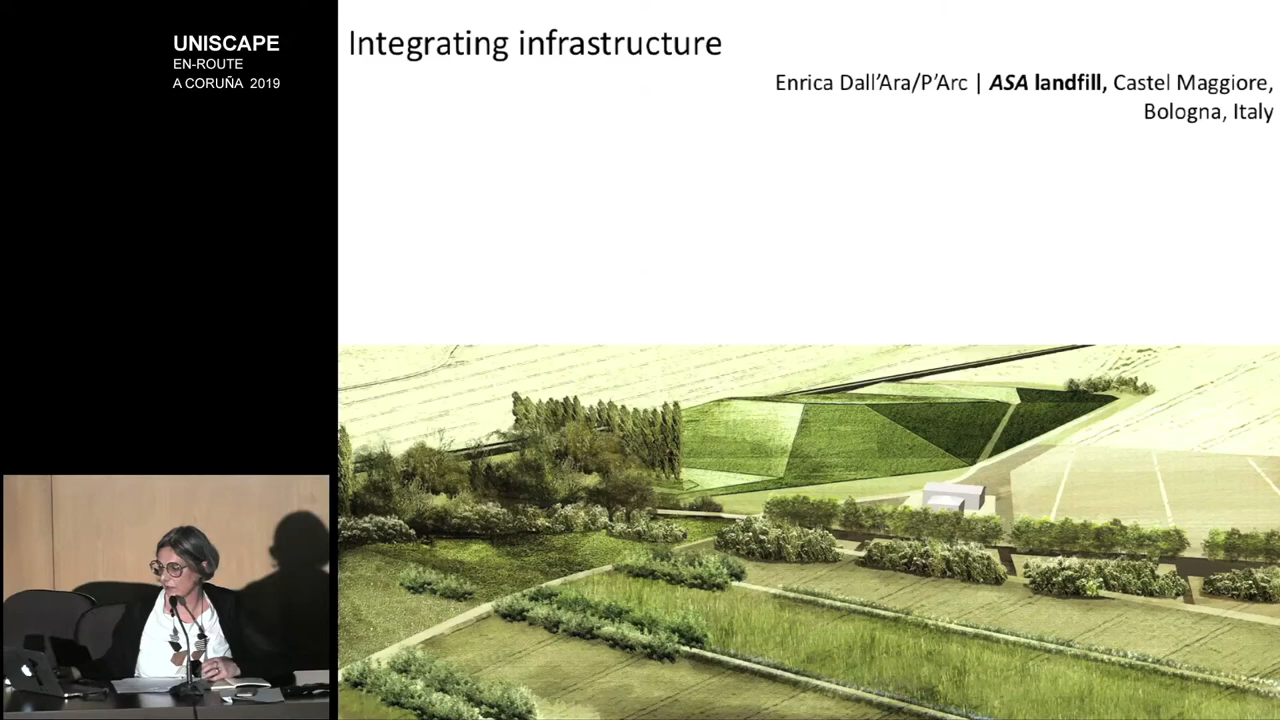 UNISCAPE
EN-ROUTE
A CORUÑA 2019
Integrating infrastructure
Enrica Dall'Ara/P'Arc | ASA landfill, Castel Maggiore,
Bologna, Italy